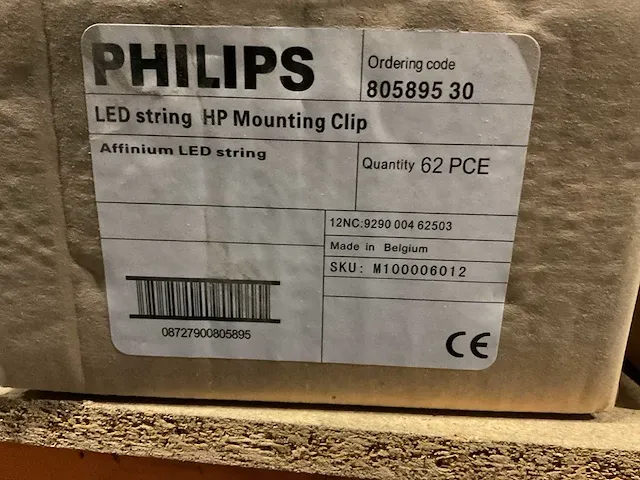 PHILIPS
Ordering code
805895 30
LED string HP Mounting Clip
Affinium LED string
Quantity 62 PCE
12NC:9290 004 62503
Made in Belgium
SKU: M100006012
08727900805895
CE